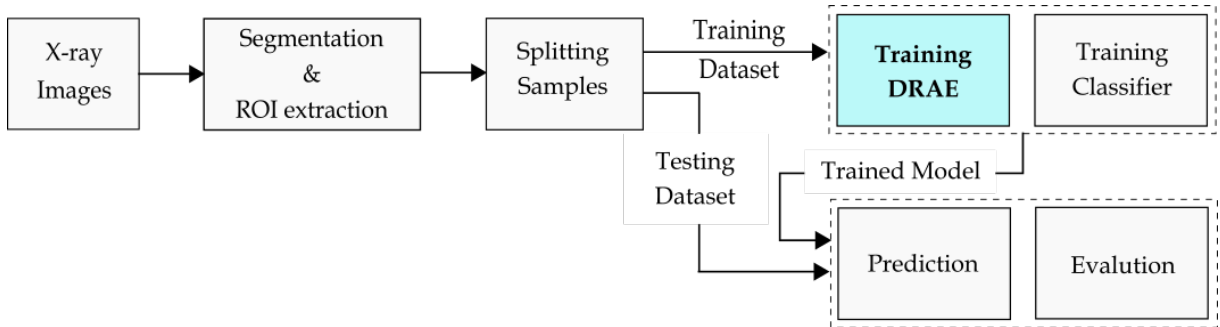 X-ray
Images
Segmentation
&
ROI extraction
Splitting
Samples
Training
Dataset
Training
DRAE
Training
Classifier
Testing
Dataset
Trained Model
Prediction
Evalution